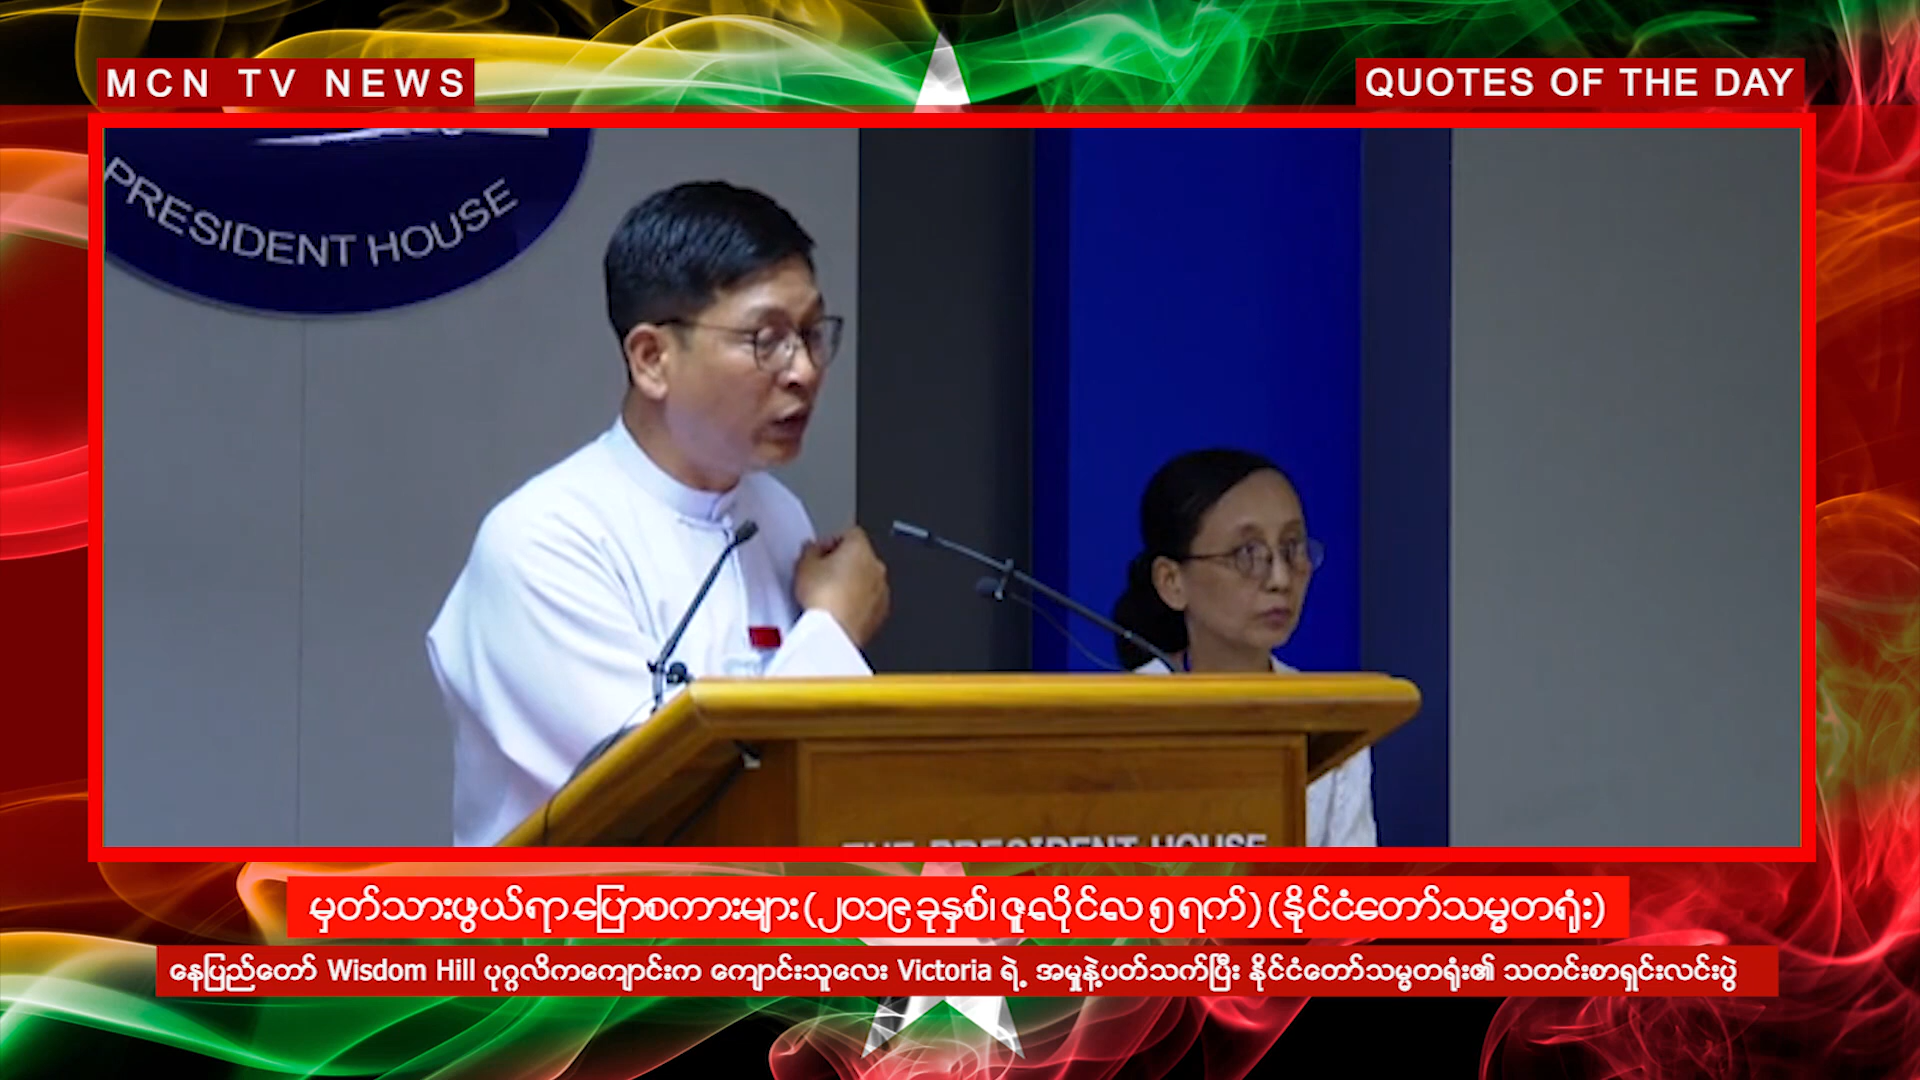 MCN TV NEWS
QUOTES OF THE DAY
PRESIDENT HOUSE
THE PRESIDENT HOUSE
မှတ်သားဖွယ်ရာ ပြောစကားများ (၂၀၁၉ ခုနှစ်၊ ဇူလိုင်လ ၅ ရက်) (နိုင်ငံတော်သမ္မတရုံး)
နေပြည်တော် Wisdom Hill ပုဂ္ဂလိကကျောင်းက ကျောင်းသူလေး Victoria ရဲ့ အမှုနဲ့ပတ်သက်ပြီး နိုင်ငံတော်သမ္မတရုံး၏ သတင်းစာရှင်းလင်းပွဲ